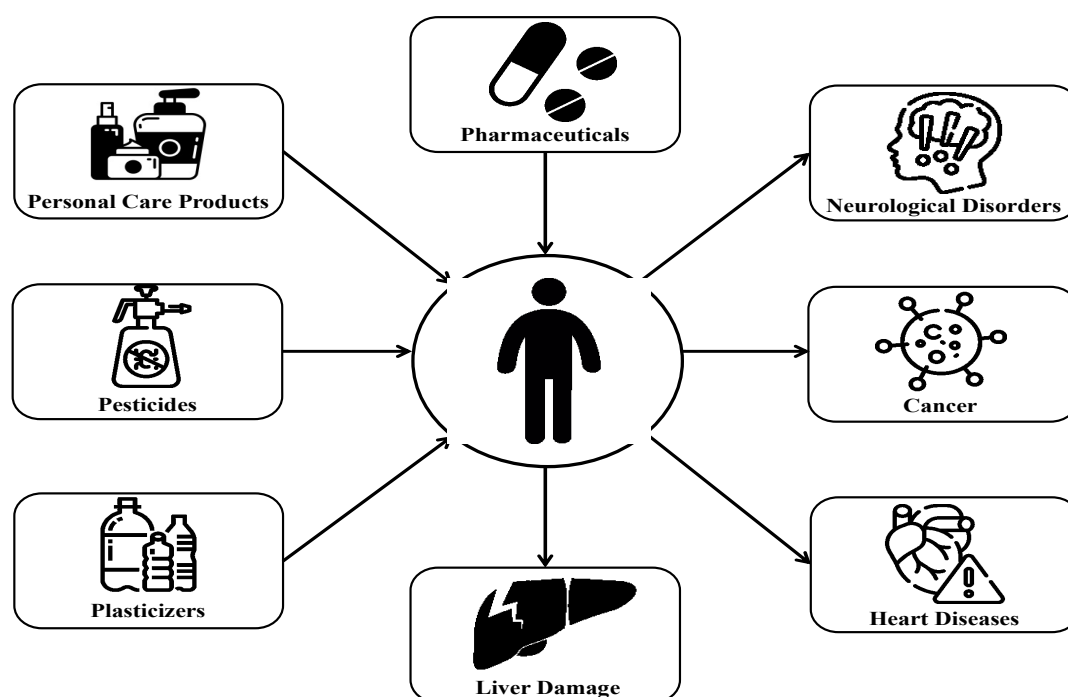 Pharmaceuticals
Personal Care Products
Neurological Disorders
Pesticides
Cancer
Plasticizers
Heart Diseases
Liver Damage